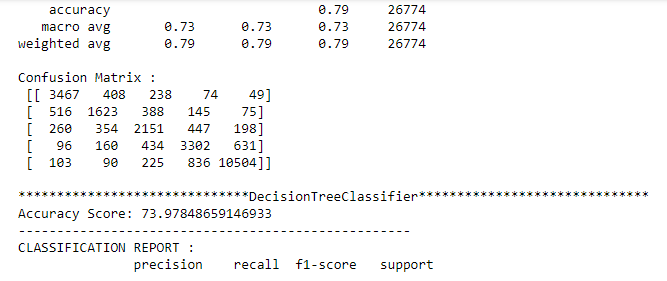 accuracy 0.79 26774
macro avg 0.73 0.73 0.73 26774
weighted avg 0.79 0.79 0.79 26774
Confusion Matrix :
[[ 3467 408 238 74 49]
[ 516 1623 388 145 75]
[ 260 354 2151 447 198]
[ 96 160 434 3302 631]
[ 103 90 225 836 10504]]
******************************DecisionTreeClassifier******************************
Accuracy Score: 73.97848659146933
---------------------------------------------------
CLASSIFICATION REPORT :
precision recall f1-score support